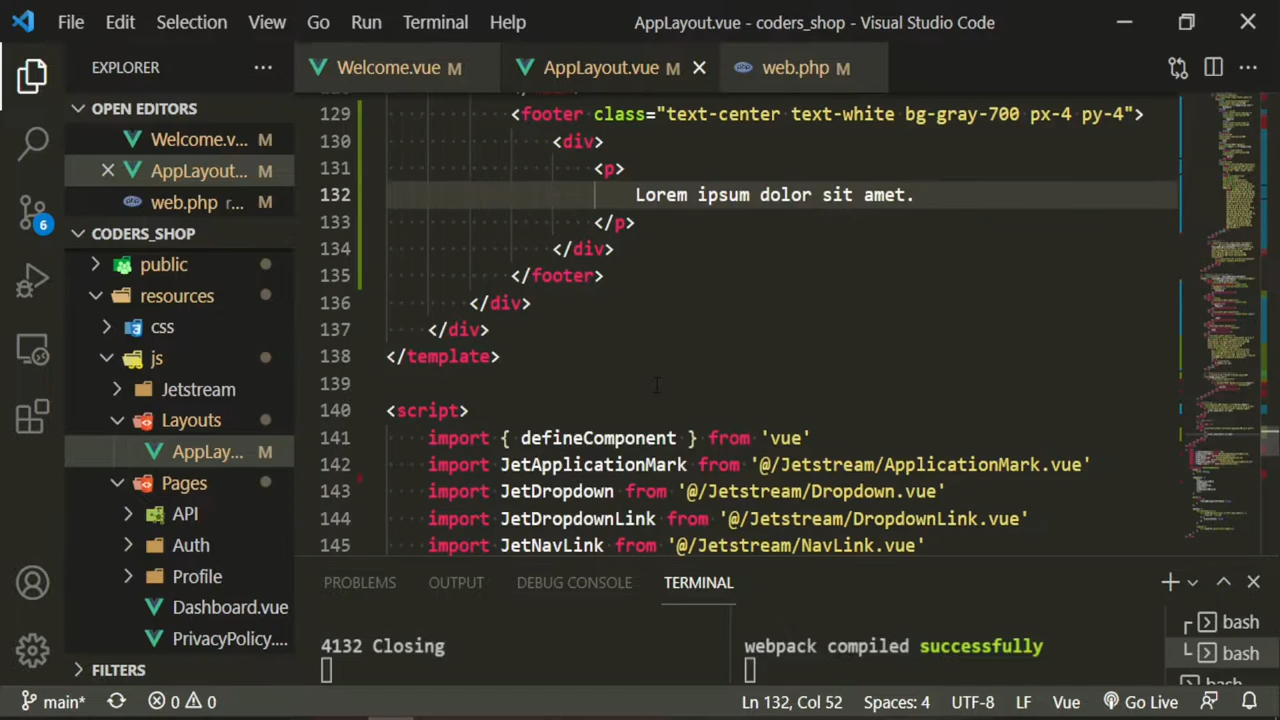 File Edit Selection View Go Run Terminal Help AppLayout.vue - coders_shop - Visual Studio Code
EXPLORER
Welcome.vue M
AppLayout.vue M
web.php M
OPEN EDITORS
Welcome.v... M
AppLayout... M
web.php r... M
CODERS_SHOP
public
resources
css
js
Jetstream
Layouts
AppLay... M
Pages
API
Auth
Profile
Dashboard.vue
PrivacyPolicy....
FILTERS
6
129 <footer class="text-center text-white bg-gray-700 px-4 py-4">
130 <div>
131 <p>
132 Lorem ipsum dolor sit amet.
133 </p>
134 </div>
135 </footer>
136 </div>
137 </div>
138 </template>
139
140 <script>
141 import { defineComponent } from 'vue'
142 import JetApplicationMark from '@/Jetstream/ApplicationMark.vue'
143 import JetDropdown from '@/Jetstream/Dropdown.vue'
144 import JetDropdownLink from '@/Jetstream/DropdownLink.vue'
145 import JetNavLink from '@/Jetstream/NavLink.vue'
PROBLEMS OUTPUT DEBUG CONSOLE TERMINAL
4132 Closing
webpack compiled successfully
bash
bash
main* 0 0 Ln 132, Col 52 Spaces: 4 UTF-8 LF Vue Go Live